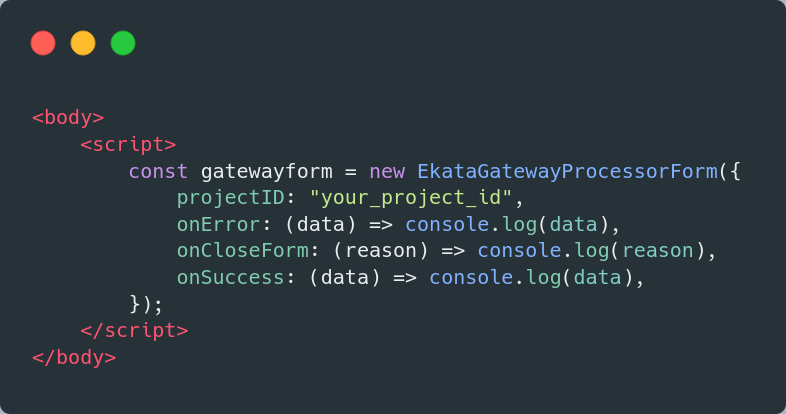 <body>
    <script>
        const gatewayform = new EkataGatewayProcessorForm({
            projectID: "your_project_id",
            onError: (data) => console.log(data),
            onCloseForm: (reason) => console.log(reason),
            onSuccess: (data) => console.log(data),
        });
    </script>
</body>